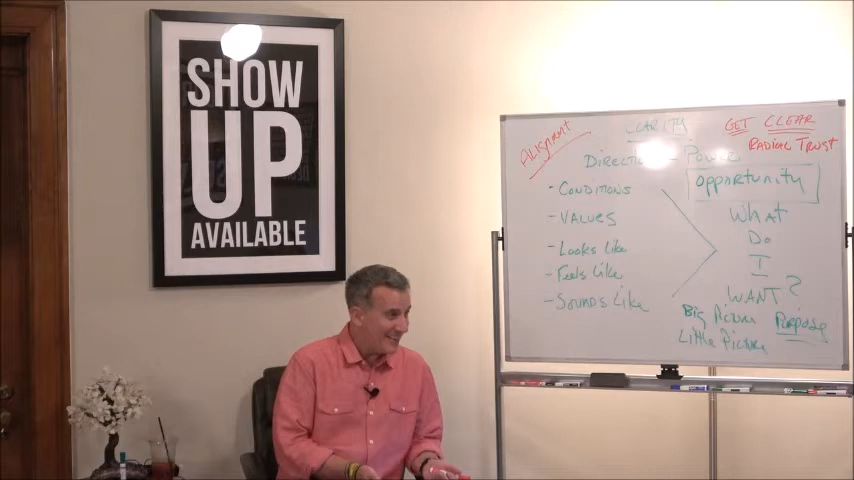 SHOW
UP
AVAILABLE
Alignment
CLARITY
GET CLEAR
RADICAL TRUST
DIRECTION - POWER
opportunity
- CONDITIONS
- VALUES
- Looks Like
- Feels Like
- Sounds Like
What
Do
I
WANT?
Big Picture Purpose
Little Picture